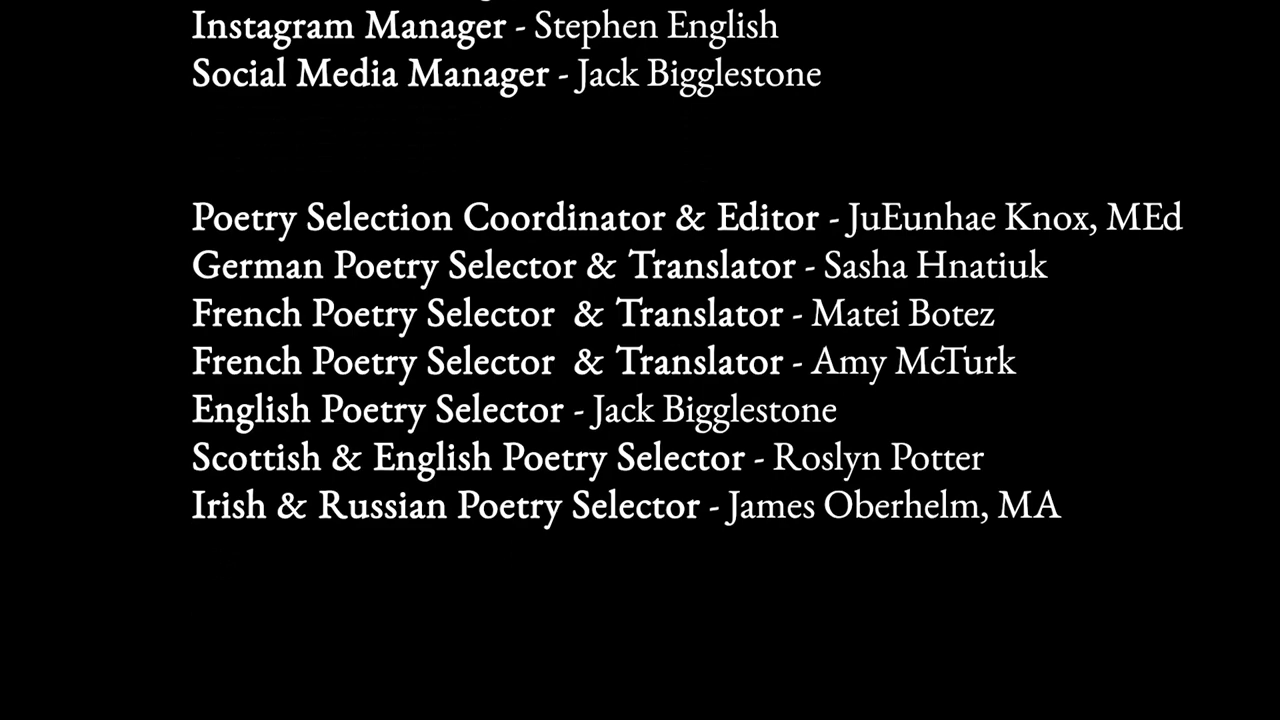 Instagram Manager - Stephen English
Social Media Manager - Jack Bigglestone
Poetry Selection Coordinator & Editor - JuEunhae Knox, MEd
German Poetry Selector & Translator - Sasha Hnatiuk
French Poetry Selector  & Translator - Matei Botez
French Poetry Selector  & Translator - Amy McTurk
English Poetry Selector - Jack Bigglestone
Scottish & English Poetry Selector - Roslyn Potter
Irish & Russian Poetry Selector - James Oberhelm, MA